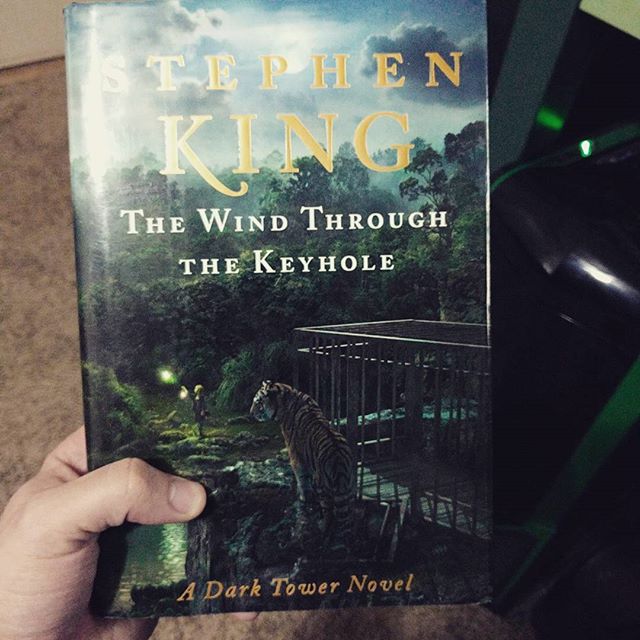 STEPHEN
KING
THE WIND THROUGH
THE KEYHOLE
A Dark Tower Novel